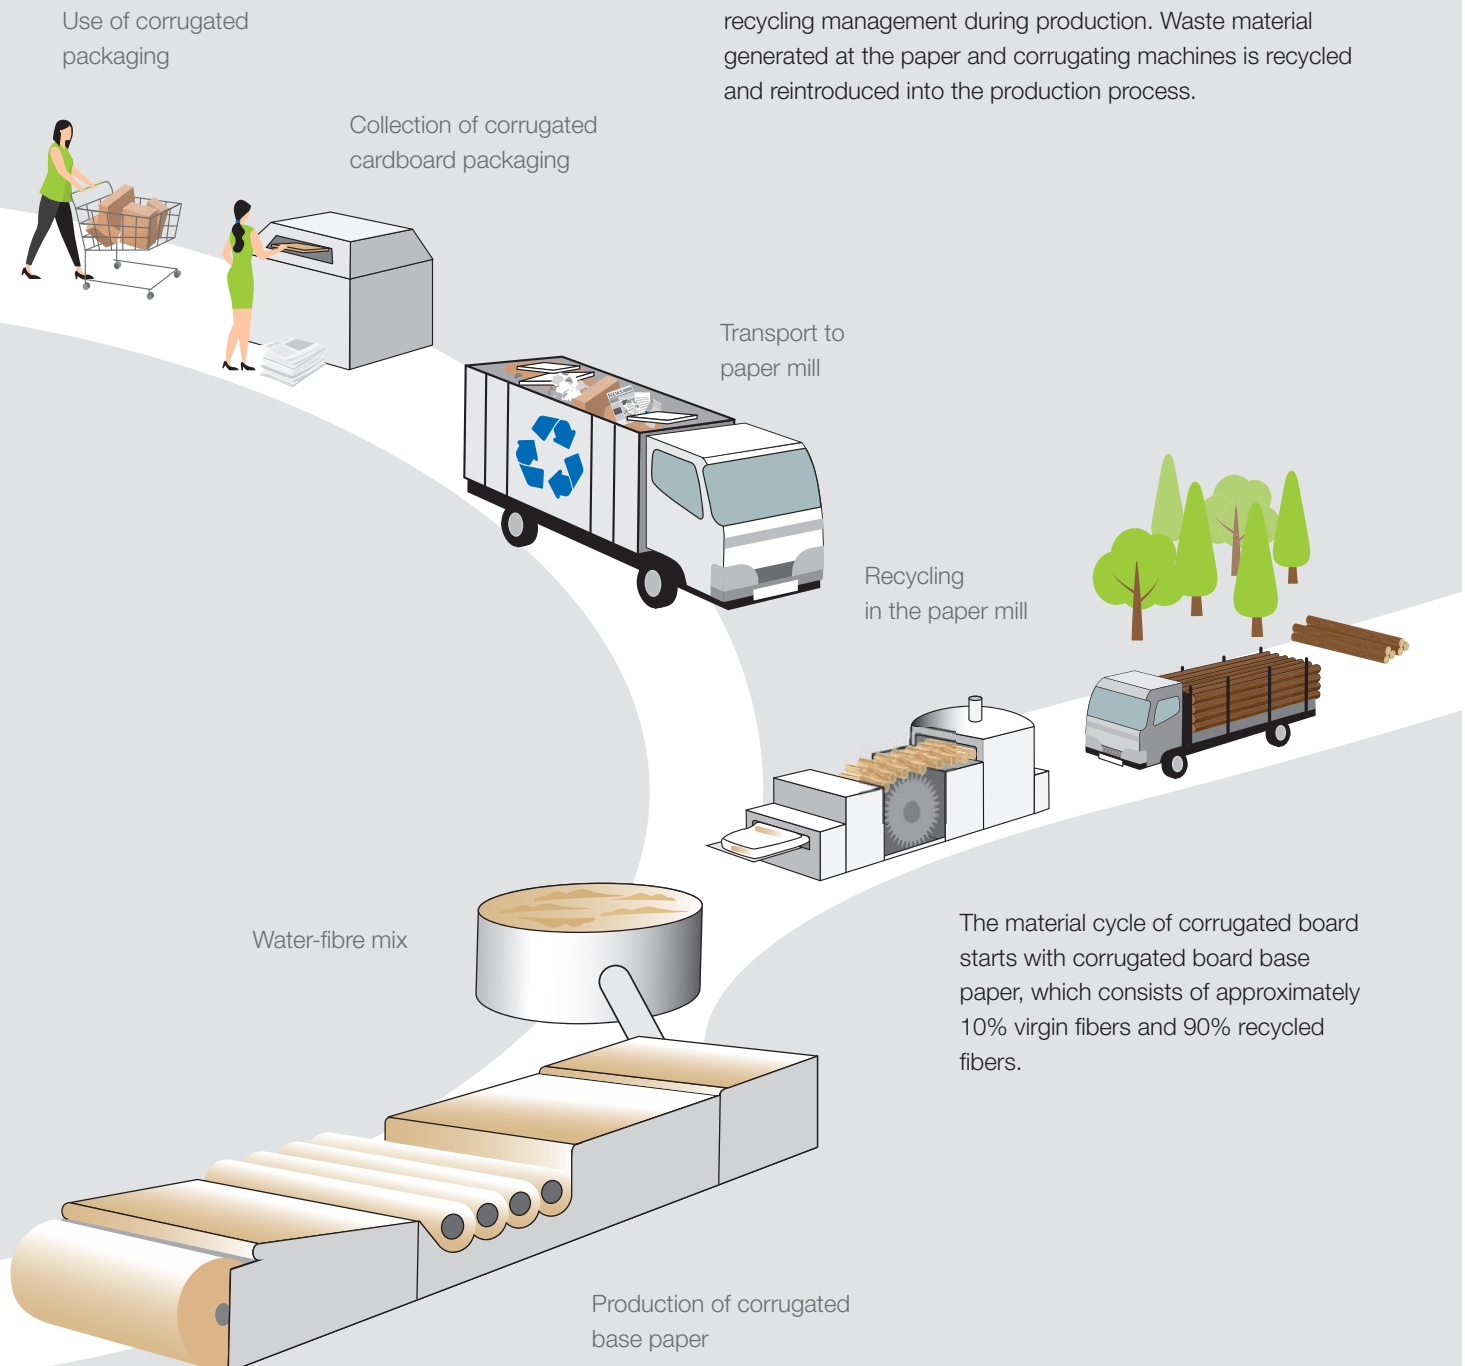 Use of corrugated
packaging
recycling management during production. Waste material
generated at the paper and corrugating machines is recycled
and reintroduced into the production process.
Collection of corrugated
cardboard packaging
Transport to
paper mill
Recycling
in the paper mill
Water-fibre mix
The material cycle of corrugated board
starts with corrugated board base
paper, which consists of approximately
10% virgin fibers and 90% recycled
fibers.
Production of corrugated
base paper